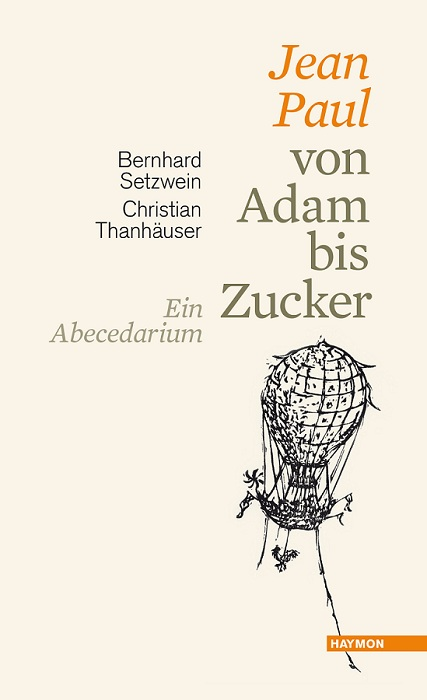 Jean
Paul
von
Adam
bis
Zucker
Bernhard
Setzwein
Christian
Thanhäuser
Ein
Abecedarium
HAYMON